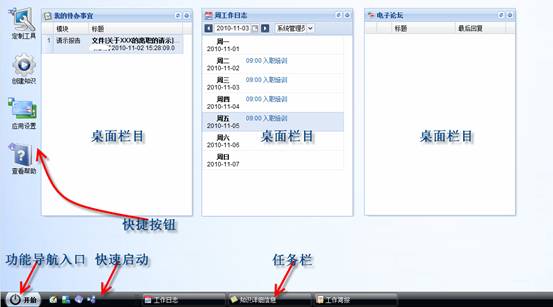 定制工具
创建知识
应用设置
查看帮助
我的待办事宜
模块 标题
1 请示报告 文件[关于XXX的离职的请示]
2010-11-02 15:28:09.0
桌面栏目
周工作日志
2010-11-03 系统管理员
周一
2010-11-01
周二 09:00 入职培训
2010-11-02
周三 09:00 入职培训
2010-11-03
周四 09:00 入职培训
2010-11-04
周五 09:00 入职培训
2010-11-05
周六
2010-11-06
周日
2010-11-07
桌面栏目
电子论坛
标题 最后回复
桌面栏目
快捷按钮
功能导航入口 快速启动 任务栏
开始 工作日志 知识详细信息 工作简报